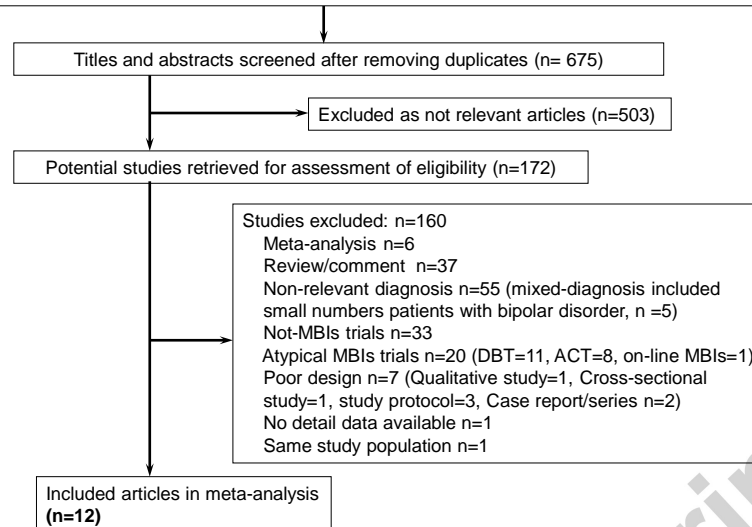 Titles and abstracts screened after removing duplicates (n= 675)
Excluded as not relevant articles (n=503)
Potential studies retrieved for assessment of eligibility (n=172)
Studies excluded: n=160
Meta-analysis n=6
Review/comment n=37
Non-relevant diagnosis n=55 (mixed-diagnosis included
small numbers patients with bipolar disorder, n =5)
Not-MBIs trials n=33
Atypical MBIs trials n=20 (DBT=11, ACT=8, on-line MBIs=1)
Poor design n=7 (Qualitative study=1, Cross-sectional
study=1, study protocol=3, Case report/series n=2)
No detail data available n=1
Same study population n=1
Included articles in meta-analysis
(n=12)